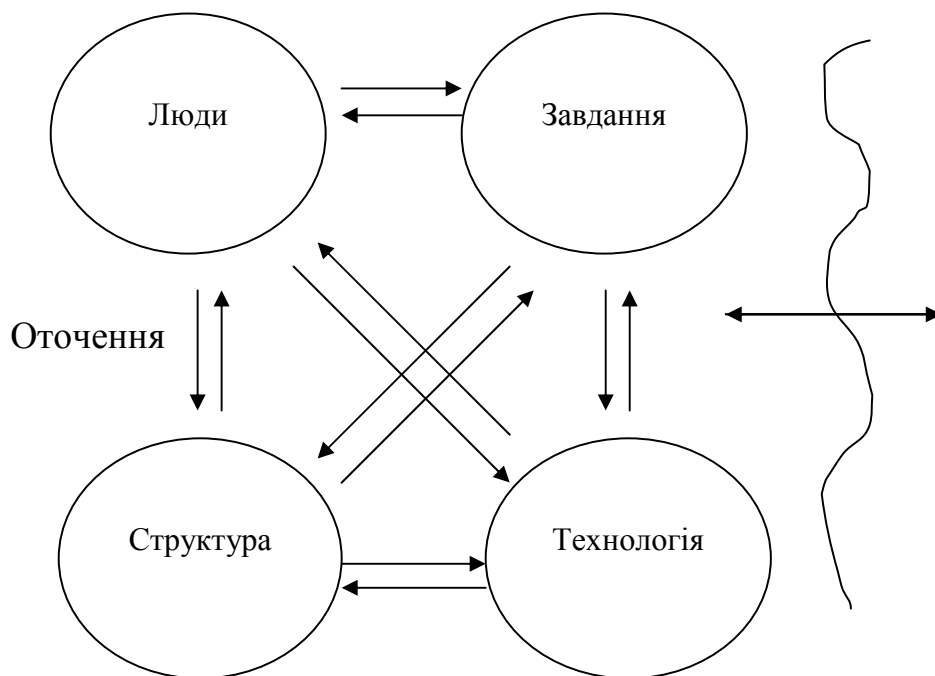 Люди
Завдання
Оточення
Структура
Технологія